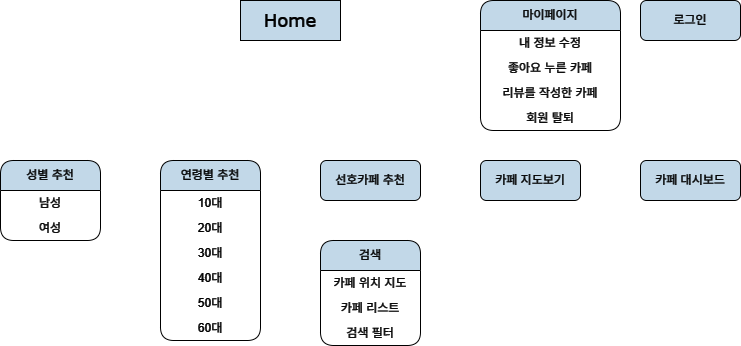 Home
마이페이지
내 정보 수정
좋아요 누른 카페
리뷰를 작성한 카페
회원 탈퇴
로그인
성별 추천
남성
여성
연령별 추천
10대
20대
30대
40대
50대
60대
선호카페 추천
카페 지도보기
카페 대시보드
검색
카페 위치 지도
카페 리스트
검색 필터